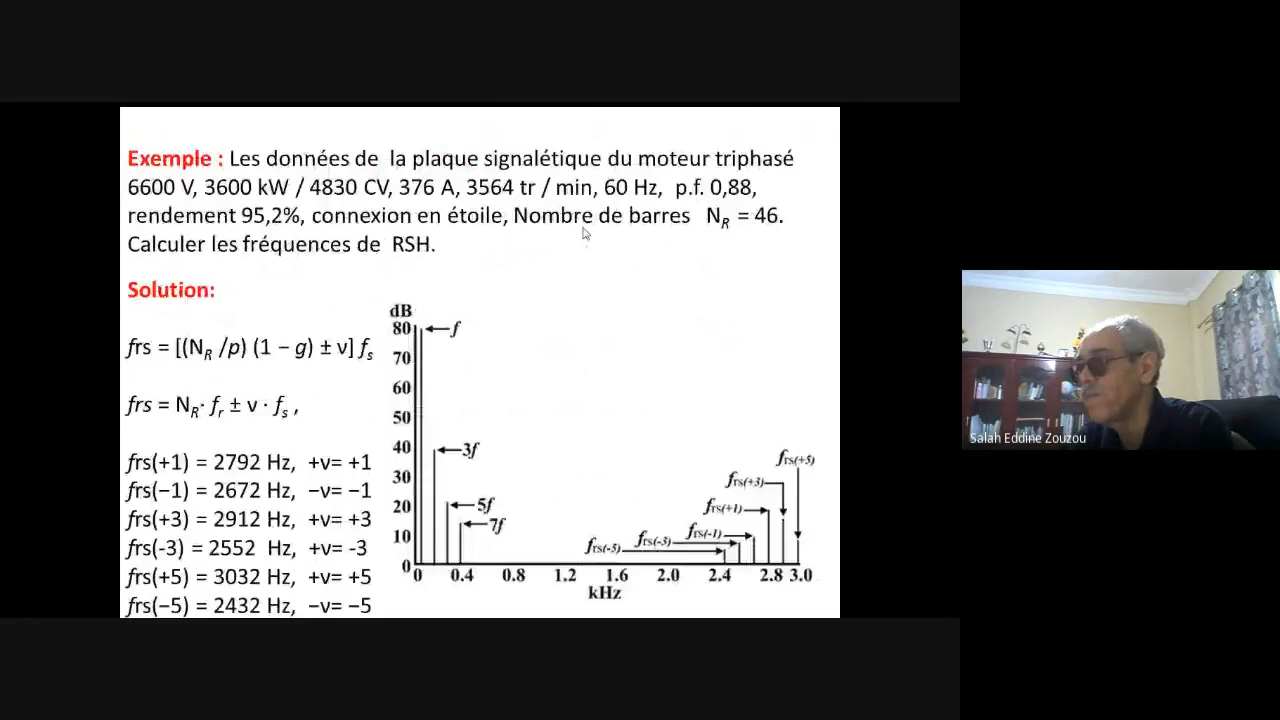 Exemple : Les données de la plaque signalétique du moteur triphasé
6600 V, 3600 kW / 4830 CV, 376 A, 3564 tr / min, 60 Hz, p.f. 0,88,
rendement 95,2%, connexion en étoile, Nombre de barres N_R = 46.
Calculer les fréquences de RSH.
Solution:
frs = [(N_R /p) (1 − g) ± ν] f_s
frs = N_R· f_r ± ν · f_s ,
frs(+1) = 2792 Hz, +ν= +1
frs(−1) = 2672 Hz, −ν= −1
frs(+3) = 2912 Hz, +ν= +3
frs(-3) = 2552 Hz, +ν= -3
frs(+5) = 3032 Hz, +ν= +5
frs(−5) = 2432 Hz, −ν= −5
dB
80
70
60
50
40
30
20
10
0
f
3f
5f
7f
frs(-5)
frs(-3)
frs(-1)
frs(+1)
frs(+3)
frs(+5)
0 0.4 0.8 1.2 1.6 2.0 2.4 2.8 3.0
kHz
Salah Eddine Zouzou